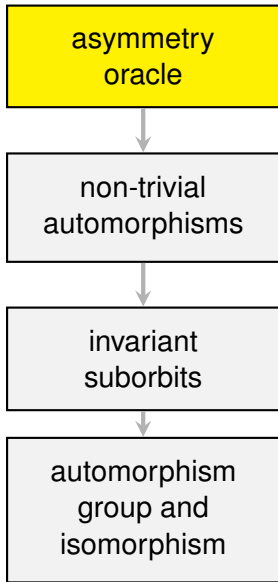 asymmetry
oracle
non-trivial
automorphisms
invariant
suborbits
automorphism
group and
isomorphism